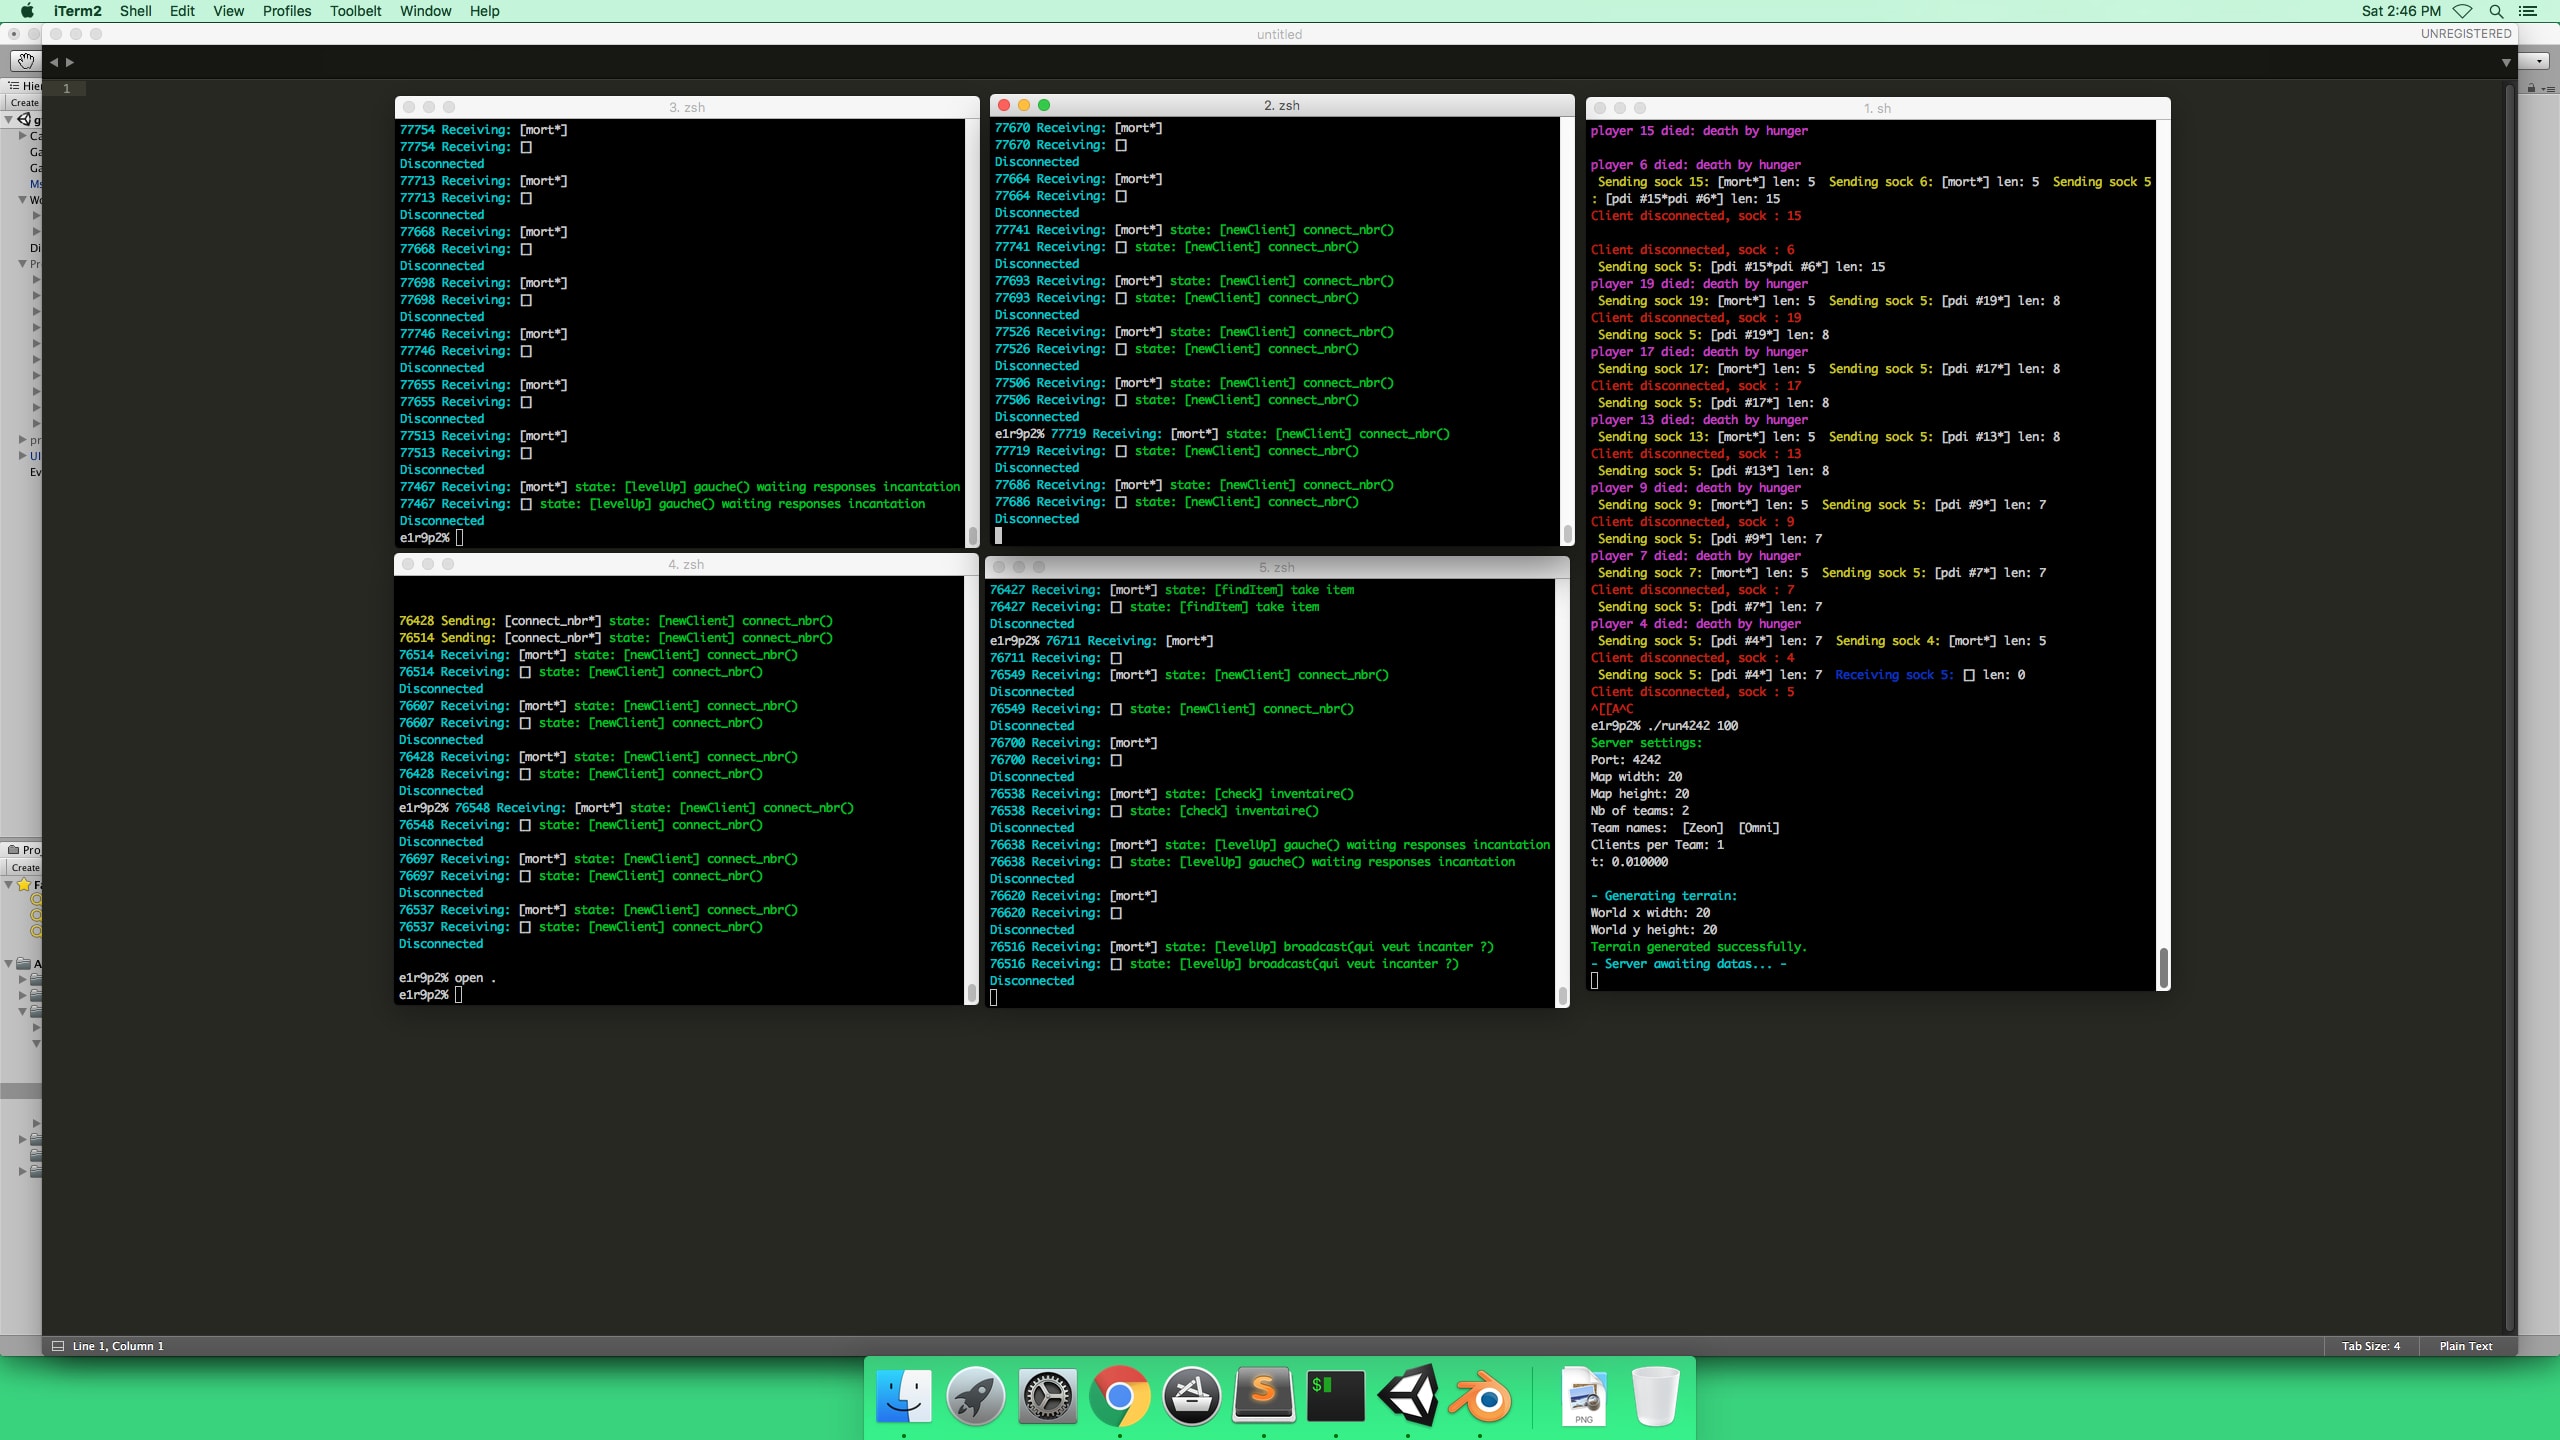 iTerm2 Shell Edit View Profiles Toolbelt Window Help
Sat 2:46 PM
untitled
UNREGISTERED
Hier
Create
1
3. zsh
77754 Receiving: [mort*]
77754 Receiving: []
Disconnected
77713 Receiving: [mort*]
77713 Receiving: []
Disconnected
77668 Receiving: [mort*]
77668 Receiving: []
Disconnected
77698 Receiving: [mort*]
77698 Receiving: []
Disconnected
77746 Receiving: [mort*]
77746 Receiving: []
Disconnected
77655 Receiving: [mort*]
77655 Receiving: []
Disconnected
77513 Receiving: [mort*]
77513 Receiving: []
Disconnected
77467 Receiving: [mort*] state: [levelUp] gauche() waiting responses incantation
77467 Receiving: [] state: [levelUp] gauche() waiting responses incantation
Disconnected
e1r9p2%
2. zsh
77670 Receiving: [mort*]
77670 Receiving: []
Disconnected
77664 Receiving: [mort*]
77664 Receiving: []
Disconnected
77741 Receiving: [mort*] state: [newClient] connect_nbr()
77741 Receiving: [] state: [newClient] connect_nbr()
Disconnected
77693 Receiving: [mort*] state: [newClient] connect_nbr()
77693 Receiving: [] state: [newClient] connect_nbr()
Disconnected
77526 Receiving: [mort*] state: [newClient] connect_nbr()
77526 Receiving: [] state: [newClient] connect_nbr()
Disconnected
77506 Receiving: [mort*] state: [newClient] connect_nbr()
77506 Receiving: [] state: [newClient] connect_nbr()
Disconnected
e1r9p2% 77719 Receiving: [mort*] state: [newClient] connect_nbr()
77719 Receiving: [] state: [newClient] connect_nbr()
Disconnected
77686 Receiving: [mort*] state: [newClient] connect_nbr()
77686 Receiving: [] state: [newClient] connect_nbr()
Disconnected
1. sh
player 15 died: death by hunger
player 6 died: death by hunger
Sending sock 15: [mort*] len: 5 Sending sock 6: [mort*] len: 5 Sending sock 5
: [pdi #15*pdi #6*] len: 15
Client disconnected, sock : 15
Client disconnected, sock : 6
Sending sock 5: [pdi #15*pdi #6*] len: 15
player 19 died: death by hunger
Sending sock 19: [mort*] len: 5 Sending sock 5: [pdi #19*] len: 8
Client disconnected, sock : 19
Sending sock 5: [pdi #19*] len: 8
player 17 died: death by hunger
Sending sock 17: [mort*] len: 5 Sending sock 5: [pdi #17*] len: 8
Client disconnected, sock : 17
Sending sock 5: [pdi #17*] len: 8
player 13 died: death by hunger
Sending sock 13: [mort*] len: 5 Sending sock 5: [pdi #13*] len: 8
Client disconnected, sock : 13
Sending sock 5: [pdi #13*] len: 8
player 9 died: death by hunger
Sending sock 9: [mort*] len: 5 Sending sock 5: [pdi #9*] len: 7
Client disconnected, sock : 9
Sending sock 5: [pdi #9*] len: 7
player 7 died: death by hunger
Sending sock 7: [mort*] len: 5 Sending sock 5: [pdi #7*] len: 7
Client disconnected, sock : 7
Sending sock 5: [pdi #7*] len: 7
player 4 died: death by hunger
Sending sock 5: [pdi #4*] len: 7 Sending sock 4: [mort*] len: 5
Client disconnected, sock : 4
Sending sock 5: [pdi #4*] len: 7 Receiving sock 5: [] len: 0
Client disconnected, sock : 5
^[[A^C
e1r9p2% ./run4242 100
Server settings:
Port: 4242
Map width: 20
Map height: 20
Nb of teams: 2
Team names: [Zeon] [Omni]
Clients per Team: 1
t: 0.010000
- Generating terrain:
World x width: 20
World y height: 20
Terrain generated successfully.
- Server awaiting datas... -
4. zsh
76428 Sending: [connect_nbr*] state: [newClient] connect_nbr()
76514 Sending: [connect_nbr*] state: [newClient] connect_nbr()
76514 Receiving: [mort*] state: [newClient] connect_nbr()
76514 Receiving: [] state: [newClient] connect_nbr()
Disconnected
76607 Receiving: [mort*] state: [newClient] connect_nbr()
76607 Receiving: [] state: [newClient] connect_nbr()
Disconnected
76428 Receiving: [mort*] state: [newClient] connect_nbr()
76428 Receiving: [] state: [newClient] connect_nbr()
Disconnected
e1r9p2% 76548 Receiving: [mort*] state: [newClient] connect_nbr()
76548 Receiving: [] state: [newClient] connect_nbr()
Disconnected
76697 Receiving: [mort*] state: [newClient] connect_nbr()
76697 Receiving: [] state: [newClient] connect_nbr()
Disconnected
76537 Receiving: [mort*] state: [newClient] connect_nbr()
76537 Receiving: [] state: [newClient] connect_nbr()
Disconnected
e1r9p2% open .
e1r9p2%
5. zsh
76427 Receiving: [mort*] state: [findItem] take item
76427 Receiving: [] state: [findItem] take item
Disconnected
e1r9p2% 76711 Receiving: [mort*]
76711 Receiving: []
76549 Receiving: [mort*] state: [newClient] connect_nbr()
Disconnected
76549 Receiving: [] state: [newClient] connect_nbr()
Disconnected
76700 Receiving: [mort*]
76700 Receiving: []
Disconnected
76538 Receiving: [mort*] state: [check] inventaire()
76538 Receiving: [] state: [check] inventaire()
Disconnected
76638 Receiving: [mort*] state: [levelUp] gauche() waiting responses incantation
76638 Receiving: [] state: [levelUp] gauche() waiting responses incantation
Disconnected
76620 Receiving: [mort*]
76620 Receiving: []
Disconnected
76516 Receiving: [mort*] state: [levelUp] broadcast(qui veut incanter ?)
76516 Receiving: [] state: [levelUp] broadcast(qui veut incanter ?)
Disconnected
Create
Line 1, Column 1
Tab Size: 4
Plain Text
S
$
PNG